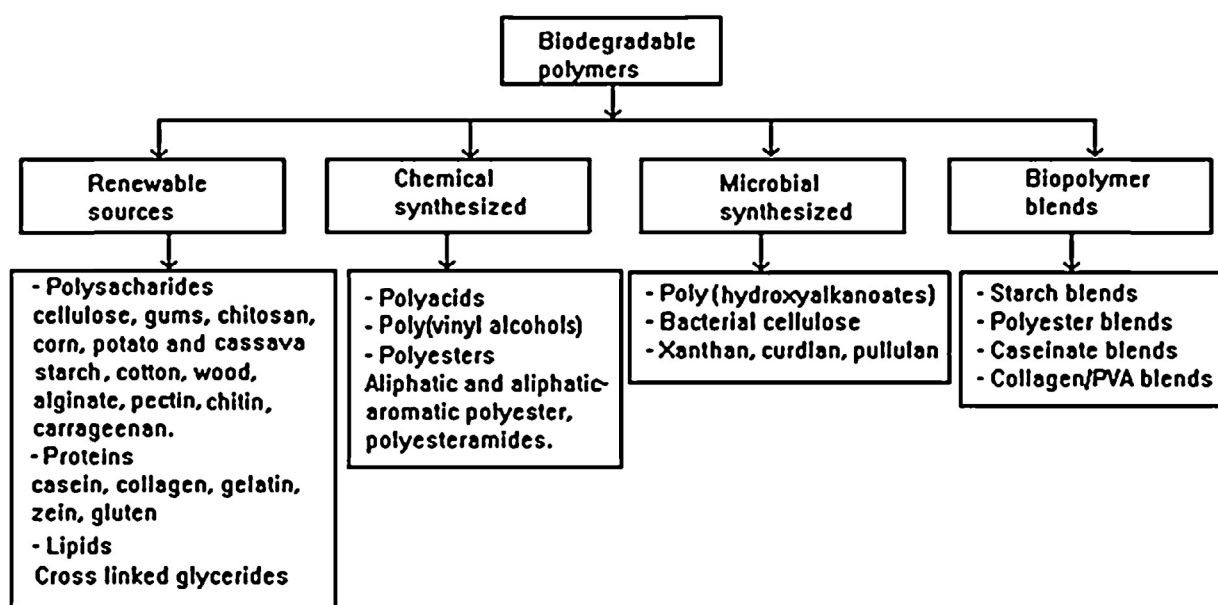 Biodegradable
polymers
Renewable
sources
Chemical
synthesized
Microbial
synthesized
Biopolymer
blends
- Polysacharides
cellulose, gums, chitosan,
corn, potato and cassava
starch, cotton, wood,
alginate, pectin, chitin,
carrageenan.
- Proteins
casein, collagen, gelatin,
zein, gluten
- Lipids
Cross linked glycerides
- Polyacids
- Poly(vinyl alcohols)
- Polyesters
Aliphatic and aliphatic-
aromatic polyester,
polyesteramides.
- Poly(hydroxyalkanoates)
- Bacterial cellulose
- Xanthan, curdlan, pullulan
- Starch blends
- Polyester blends
- Caseinate blends
- Collagen/PVA blends